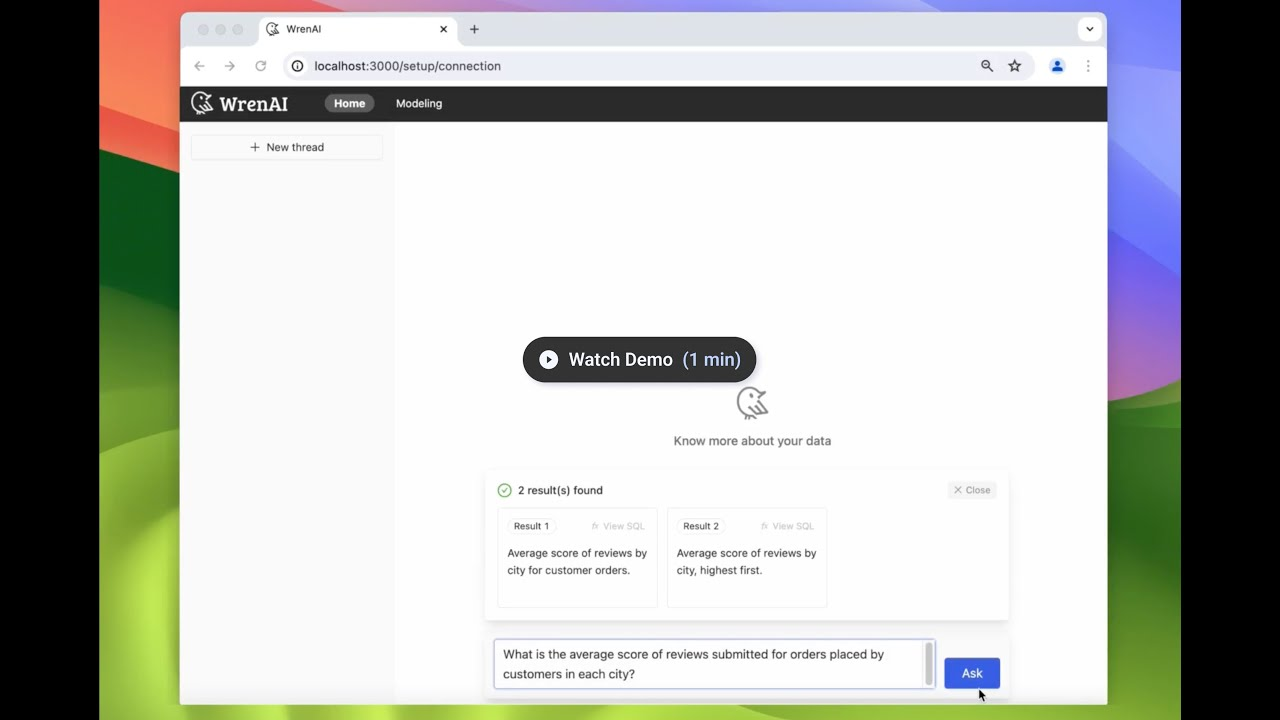 WrenAI
localhost:3000/setup/connection
WrenAI
Home
Modeling
+ New thread
Watch Demo (1 min)
Know more about your data
2 result(s) found
Close
Result 1
fx View SQL
Average score of reviews by
city for customer orders.
Result 2
fx View SQL
Average score of reviews by
city, highest first.
What is the average score of reviews submitted for orders placed by
customers in each city?
Ask